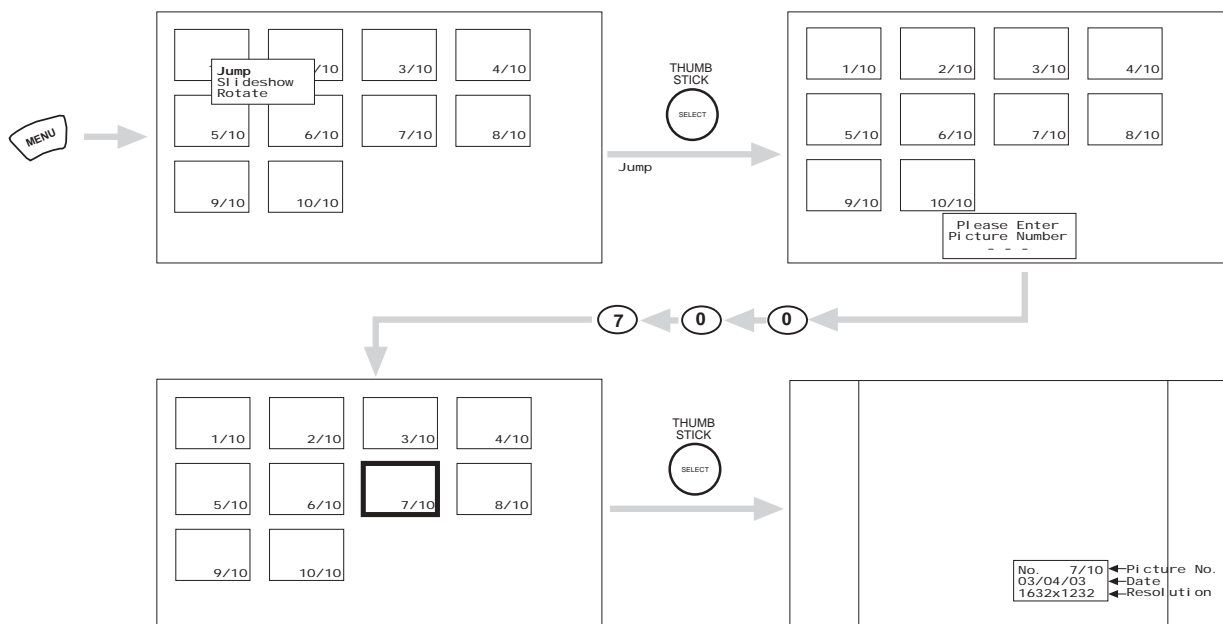 MENU
Jump
Slideshow
Rotate
/10 3/10 4/10
5/10 6/10 7/10 8/10
9/10 10/10
THUMB
STICK
SELECT
Jump
1/10 2/10 3/10 4/10
5/10 6/10 7/10 8/10
9/10 10/10
Please Enter
Picture Number
- - -
7 0 0
1/10 2/10 3/10 4/10
5/10 6/10 7/10 8/10
9/10 10/10
THUMB
STICK
SELECT
No. 7/10 Picture No.
03/04/03 Date
1632x1232 Resolution